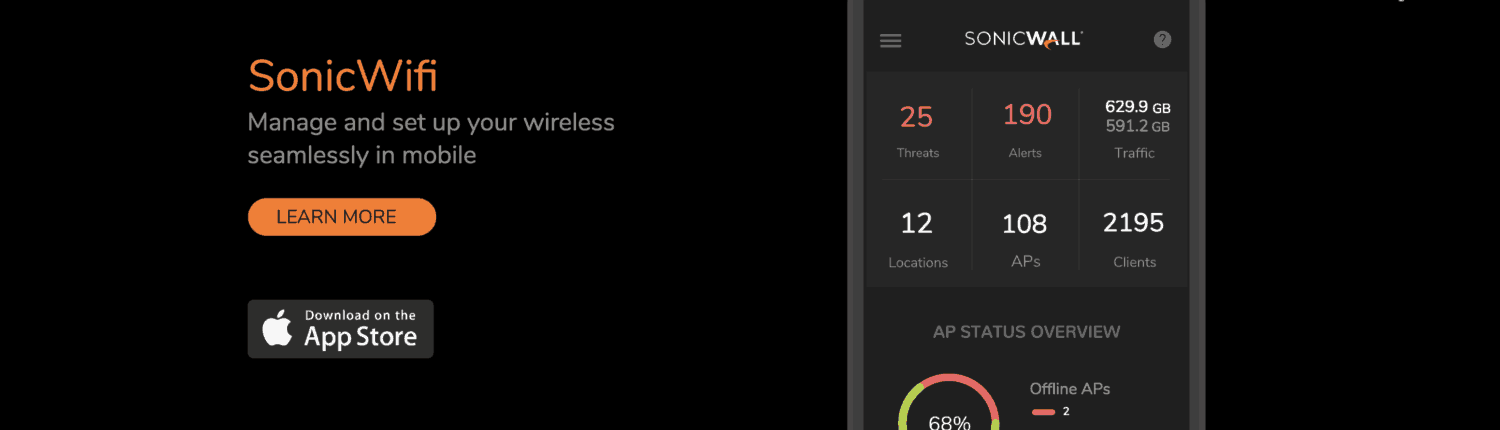 SonicWifi
Manage and set up your wireless
seamlessly in mobile
LEARN MORE
Download on the
App Store
SONICWALL
?
25
Threats
190
Alerts
629.9 GB
591.2 GB
Traffic
12
Locations
108
APs
2195
Clients
AP STATUS OVERVIEW
68%
Offline APs
2